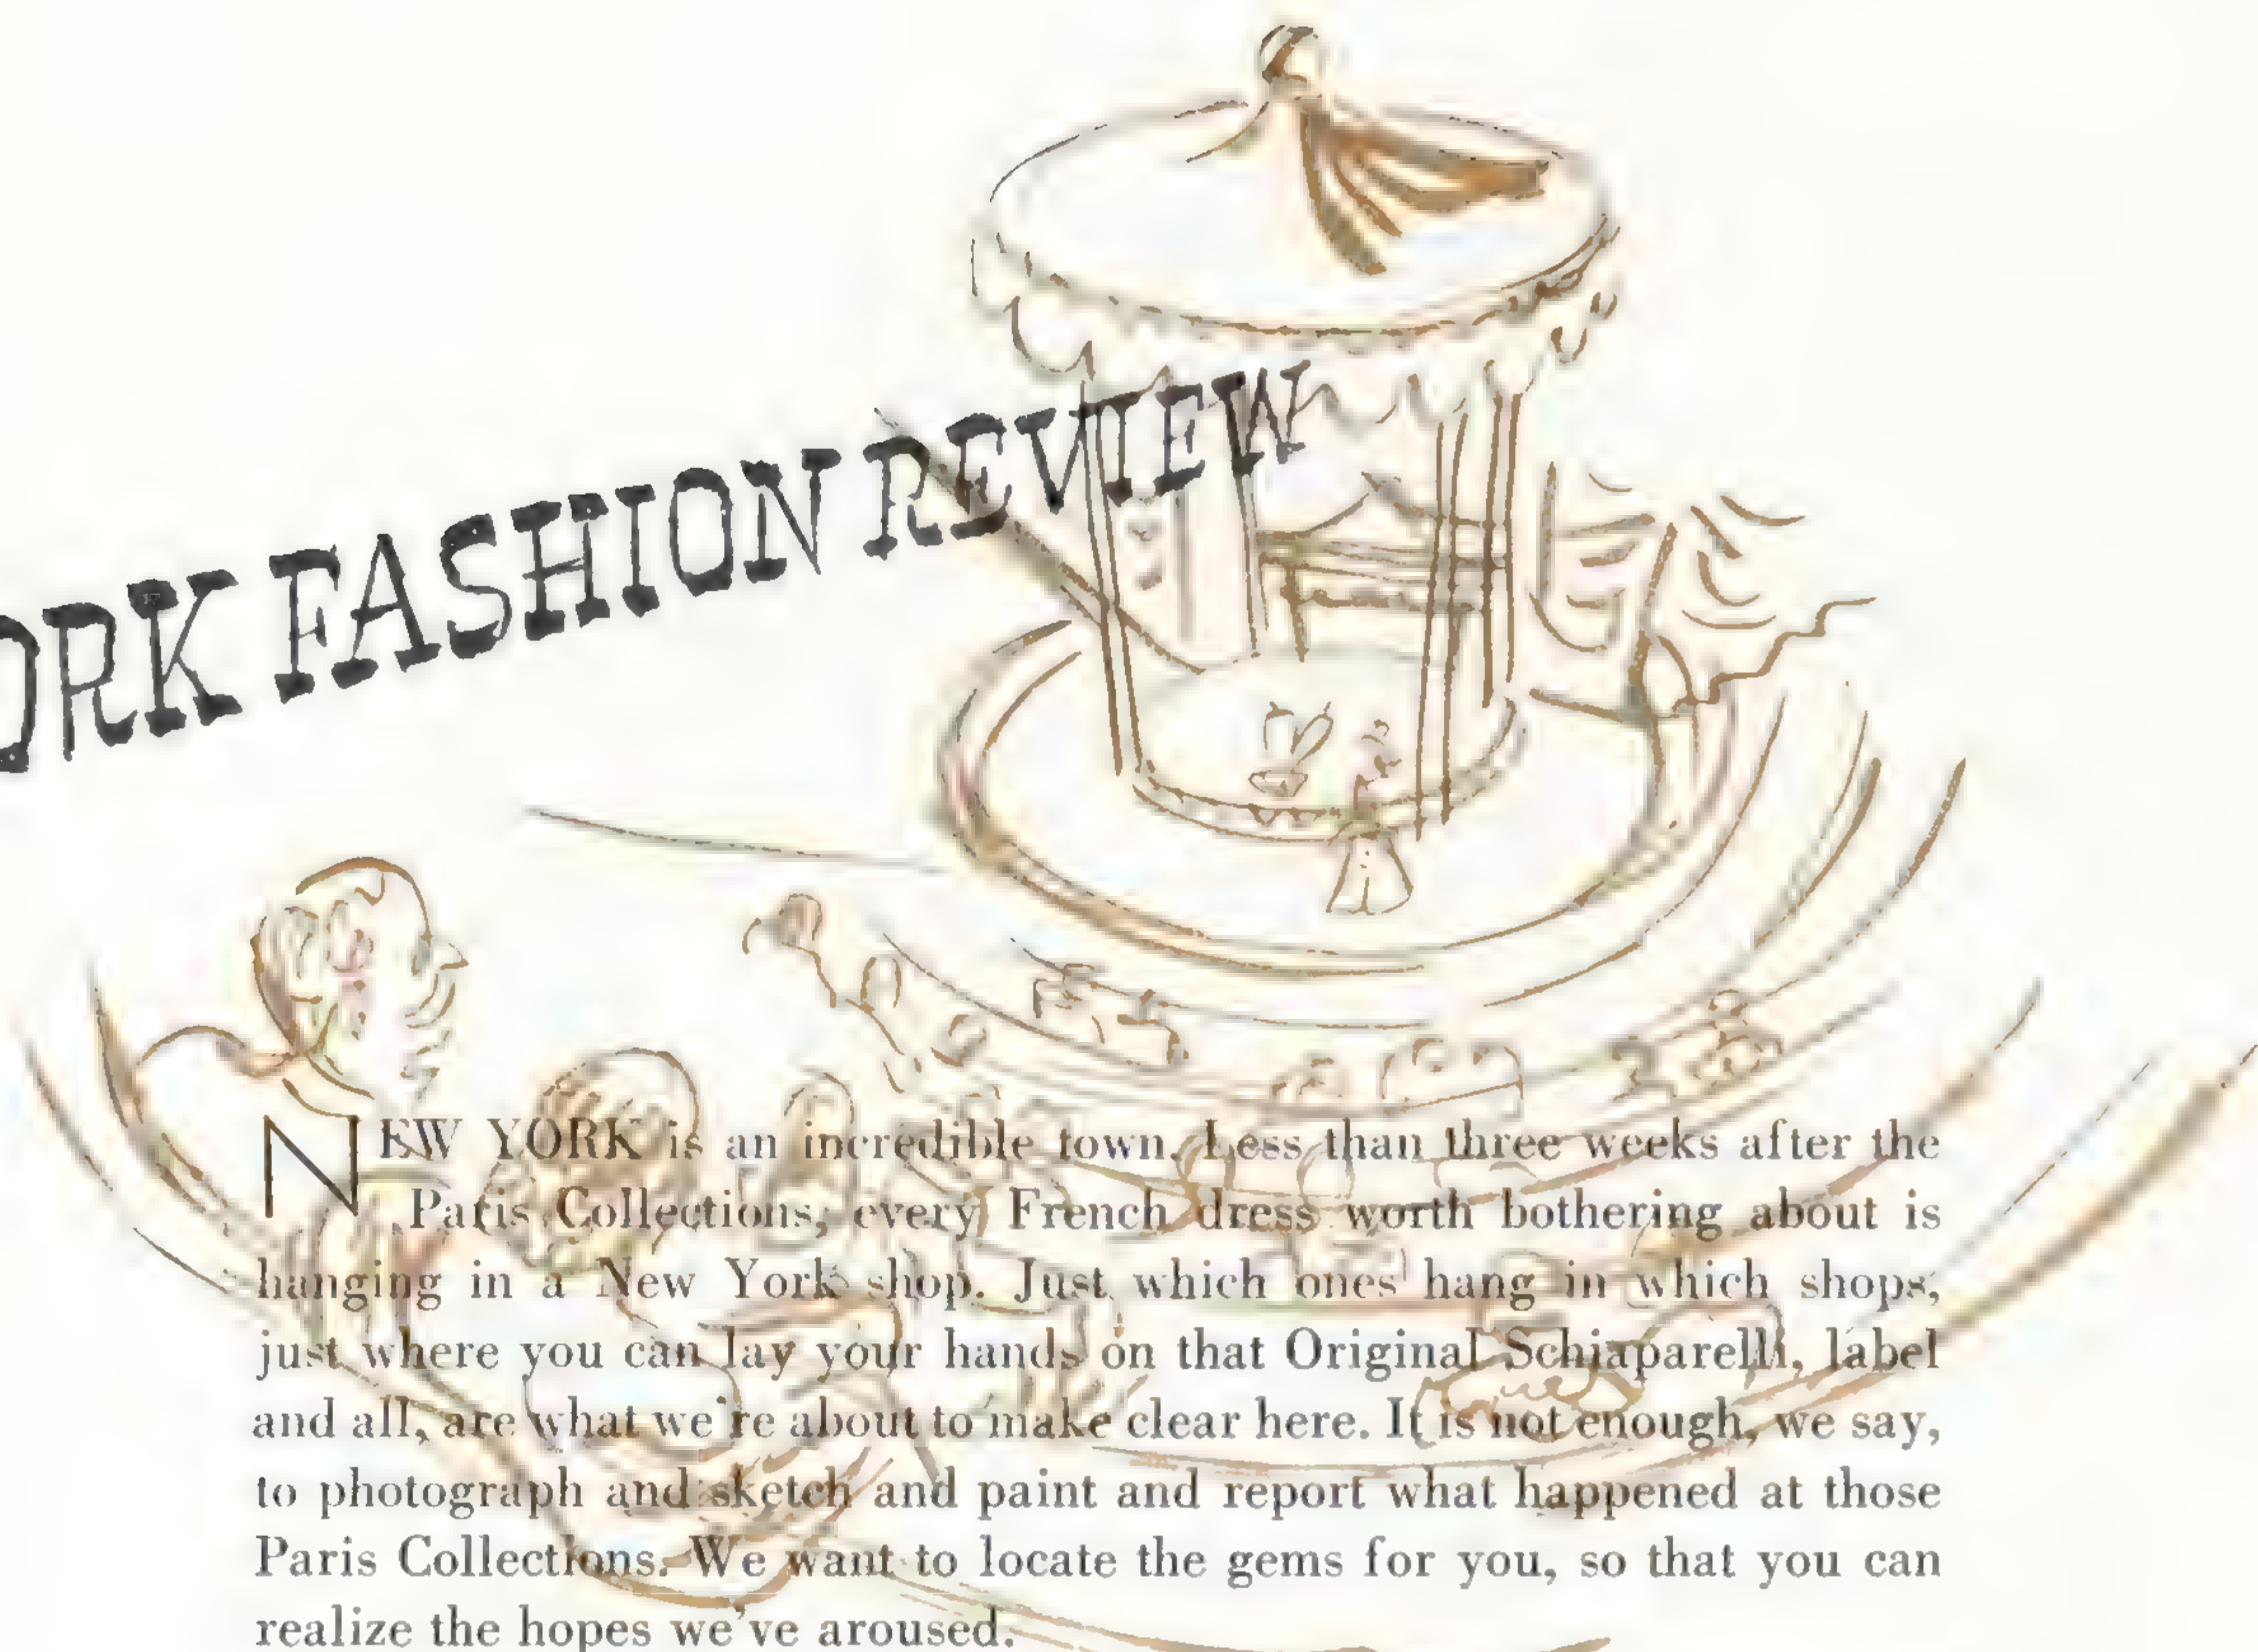 ORK FASHION REVIEW
NEW YORK is an incredible town. Less than three weeks after the
Paris Collections, every French dress worth bothering about is
hanging in a New York shop. Just which ones hang in which shops,
just where you can lay your hands on that Original Schiaparelli, label
and all, are what we're about to make clear here. It is not enough, we say,
to photograph and sketch and paint and report what happened at those
Paris Collections. We want to locate the gems for you, so that you can
realize the hopes we've aroused.